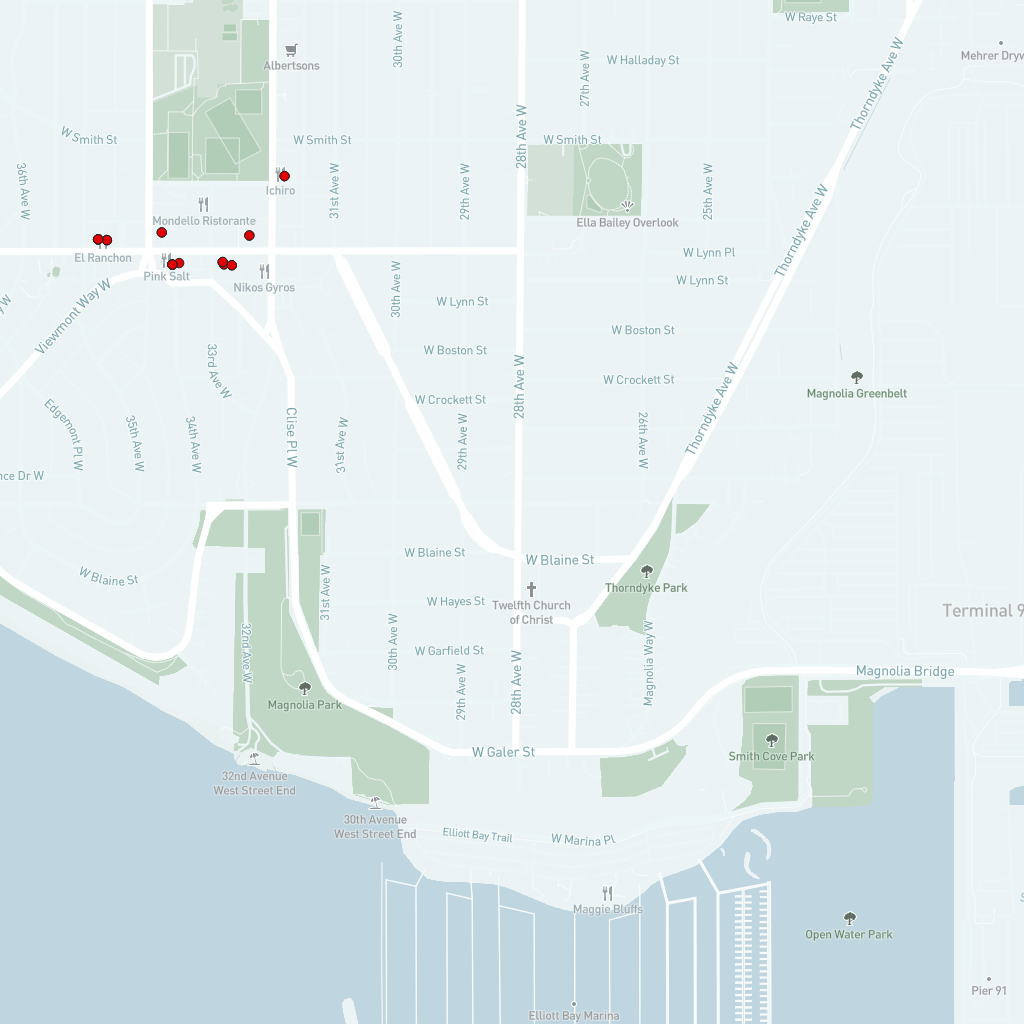 W Raye St
30th Ave W
Albertsons
Mehrer Dryw
W Halladay St
27th Ave W
Thorndyke Ave W
W Smith St
W Smith St
W Smith St
28th Ave W
36th Ave W
31st Ave W
29th Ave W
25th Ave W
Ichiro
Mondello Ristorante
Ella Bailey Overlook
Thorndyke Ave W
El Ranchon
W Lynn Pl
Pink Salt
W Lynn St
Nikos Gyros
30th Ave W
W Lynn St
Viewmont Way W
W Boston St
W Boston St
33rd Ave W
W Crockett St
28th Ave W
Magnolia Greenbelt
W Crockett St
Thorndyke Ave W
Edgemont Pl W
35th Ave W
34th Ave W
Clise Pl W
31st Ave W
29th Ave W
26th Ave W
nce Dr W
W Blaine St
W Blaine St
W Blaine St
Thorndyke Park
31st Ave W
W Hayes St
Twelfth Church
of Christ
Terminal 9
32nd Ave W
30th Ave W
W Garfield St
Magnolia Way W
Magnolia Bridge
29th Ave W
28th Ave W
Magnolia Park
W Galer St
Smith Cove Park
32nd Avenue
West Street End
30th Avenue
West Street End
Elliott Bay Trail
W Marina Pl
Maggie Bluffs
Open Water Park
Pier 91
Elliott Bay Marina